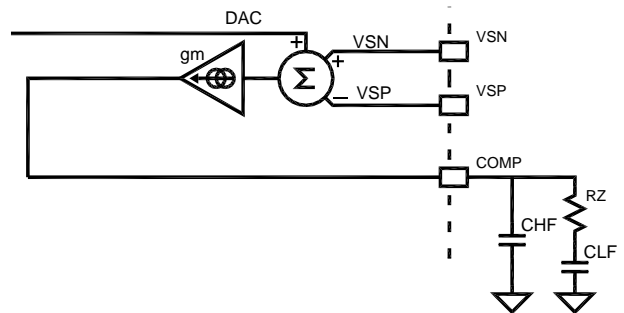 DAC
gm
+
Σ
VSN
+
VSN
− VSP
VSP
COMP
RZ
CHF
CLF